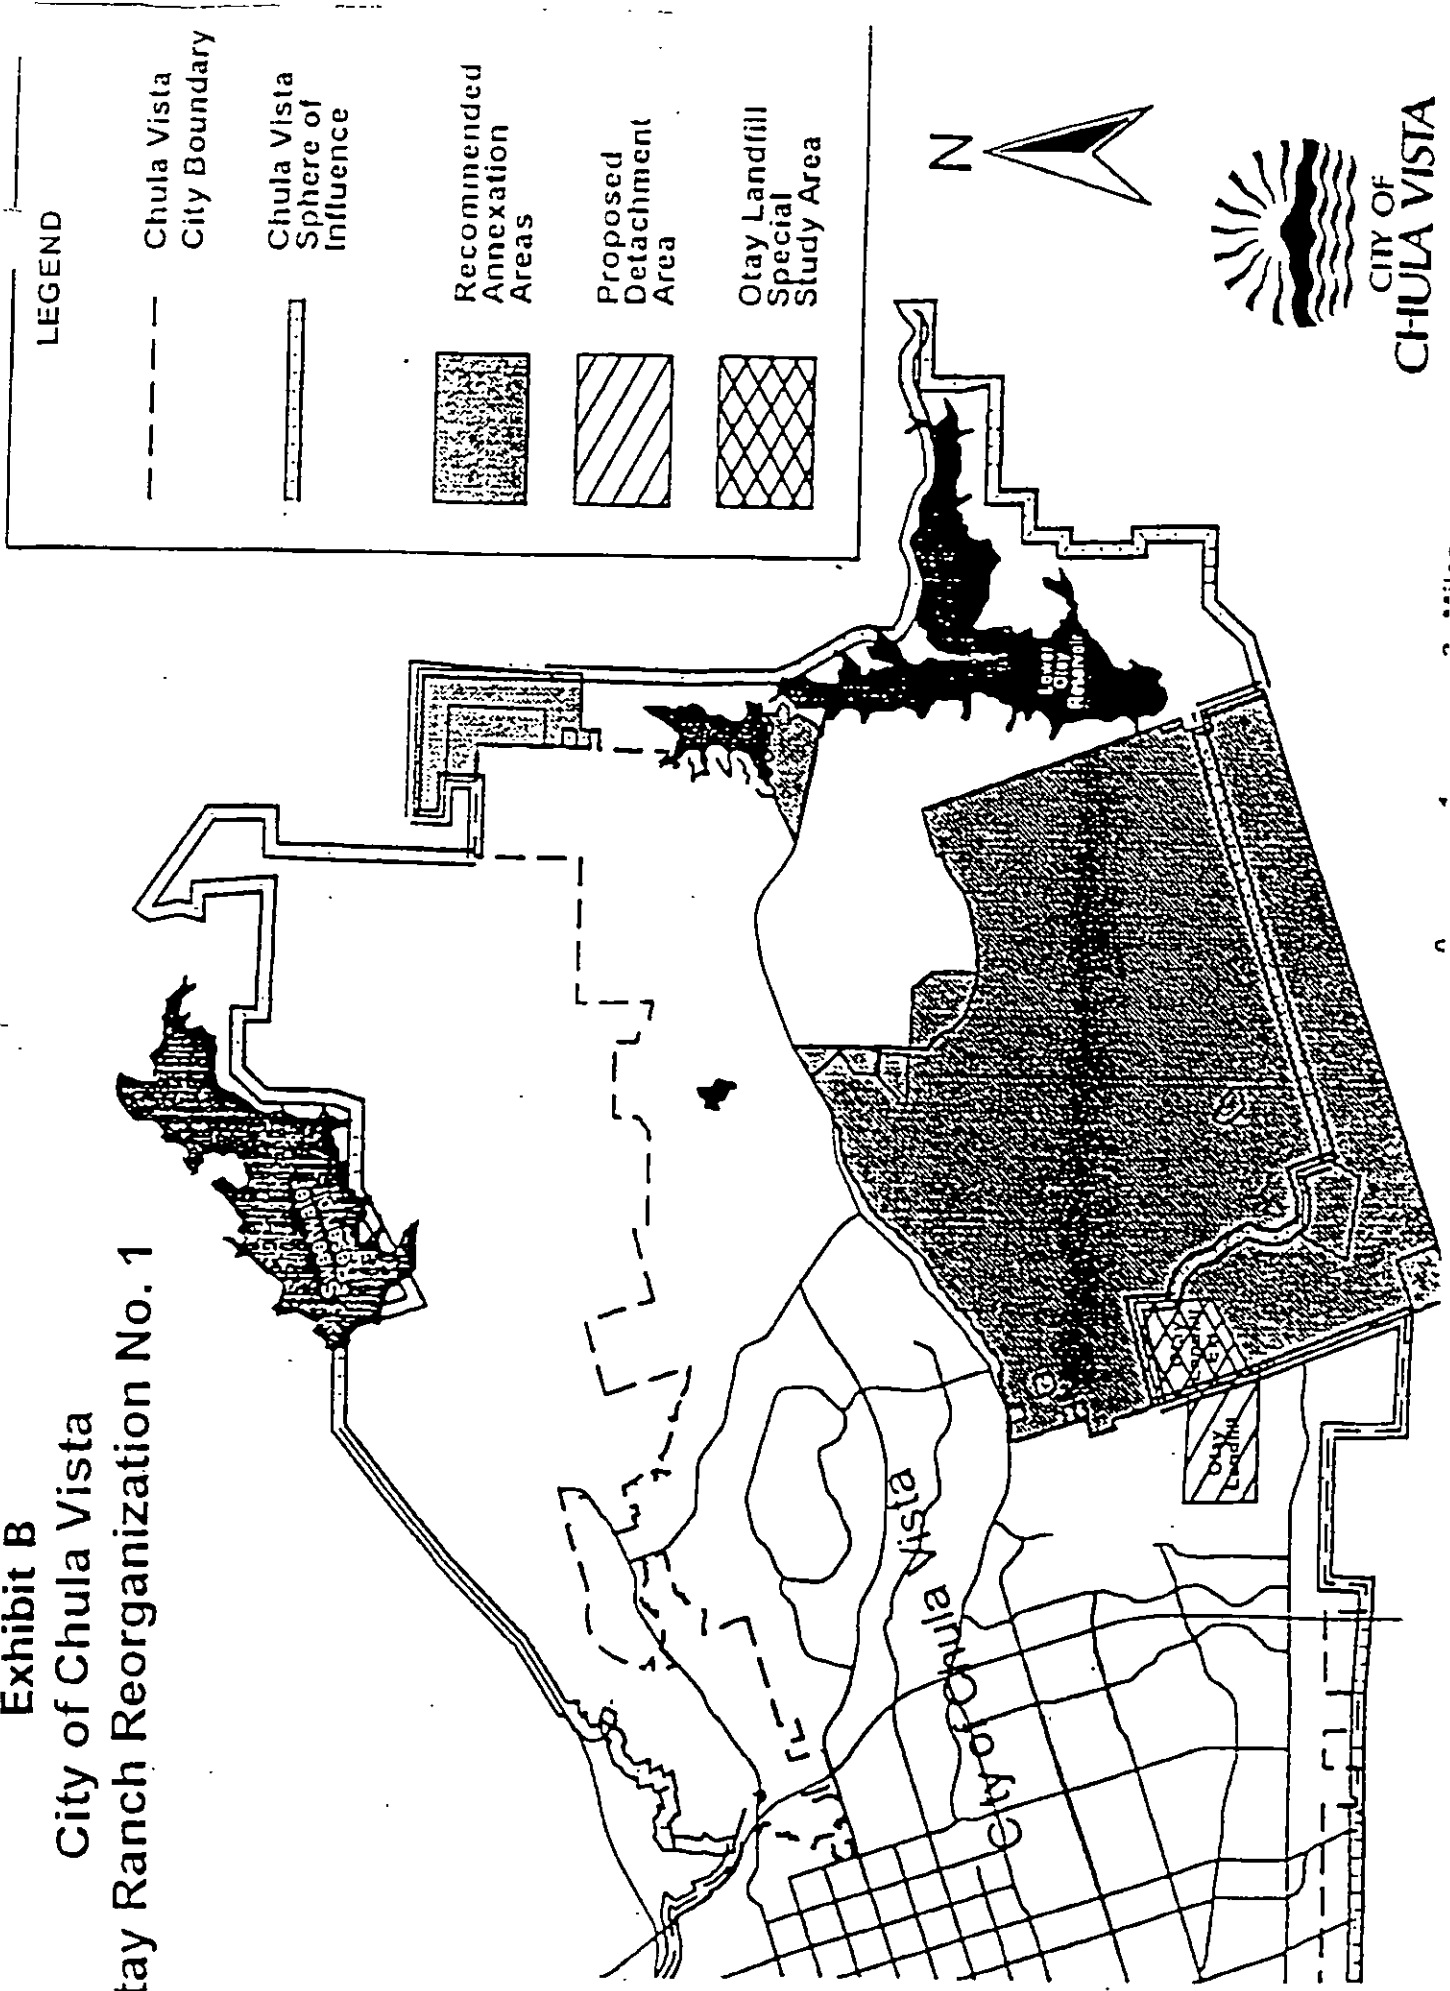 Exhibit B
City of Chula Vista
tay Ranch Reorganization No. 1
LEGEND
Chula Vista
City Boundary
Chula Vista
Sphere of
Influence
Recommended
Annexation
Areas
Proposed
Detachment
Area
Otay Landfill
Special
Study Area
N
CITY OF
CHULA VISTA
Lower
Otay
Reservoir
City of Chula Vista
Otay
Landfill